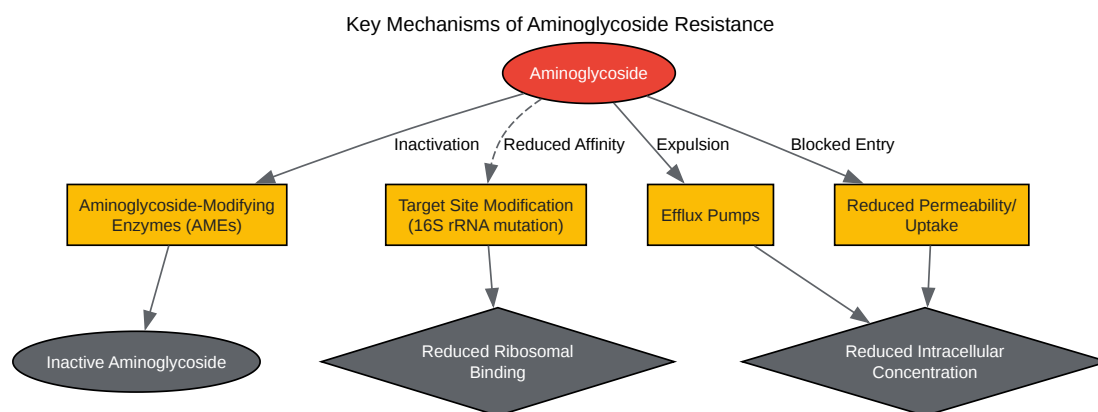 Key Mechanisms of Aminoglycoside Resistance
Aminoglycoside
Inactivation
Reduced Affinity
Expulsion
Blocked Entry
Aminoglycoside-Modifying
Enzymes (AMEs)
Target Site Modification
(16S rRNA mutation)
Efflux Pumps
Reduced Permeability/
Uptake
Inactive Aminoglycoside
Reduced Ribosomal
Binding
Reduced Intracellular
Concentration